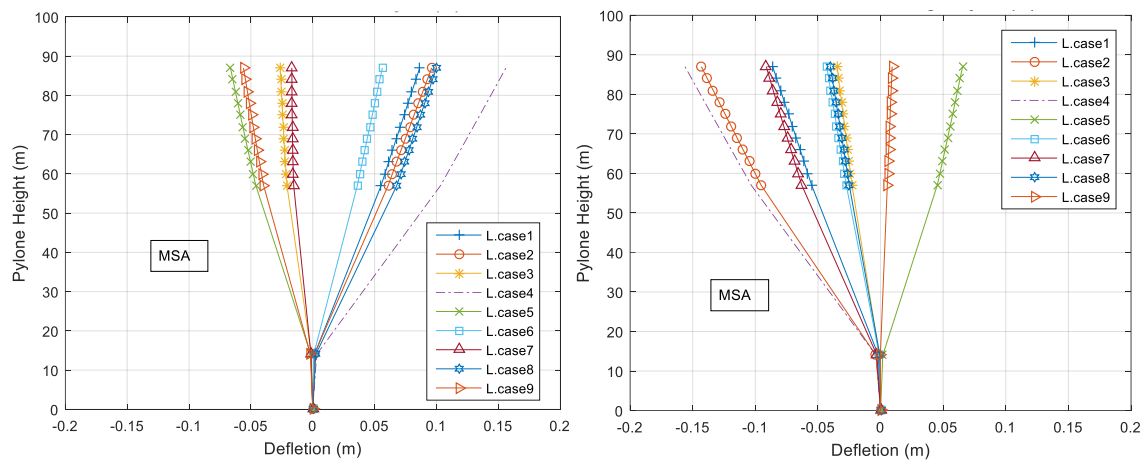 100
90
80
70
60
50
40
30
20
10
0
Pylone Height (m)
MSA
L.case1
L.case2
L.case3
L.case4
L.case5
L.case6
L.case7
L.case8
L.case9
-0.2 -0.15 -0.1 -0.05 0 0.05 0.1 0.15 0.2
Defletion (m)
100
90
80
70
60
50
40
30
20
10
0
Pylone Height (m)
L.case1
L.case2
L.case3
L.case4
L.case5
L.case6
L.case7
L.case8
L.case9
MSA
-0.2 -0.15 -0.1 -0.05 0 0.05 0.1 0.15 0.2
Defletion (m)